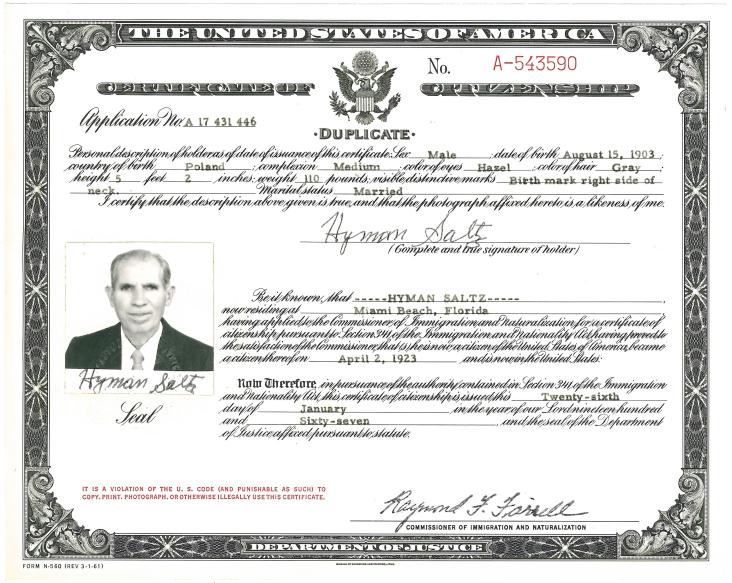 THE UNITED STATES OF AMERICA
No. A-543590
CERTIFICATE OF CITIZENSHIP
Application No. A 17 431 446
·DUPLICATE·
Personal description of holder as of date of issuance of this certificate: Sex Male date of birth August 15, 1903
country of birth Poland complexion Medium color of eyes Hazel color of hair Gray
height 5 feet 2 inches; weight 110 pounds; visible distinctive marks Birth mark right side of
neck. Marital status Married
I certify that the description above given is true, and that the photograph affixed hereto is a likeness of me.
Hyman Saltz
(Complete and true signature of holder)
Be it known, that -----HYMAN SALTZ-----
now residing at Miami Beach, Florida
having applied to the Commissioner of Immigration and Naturalization for a certificate of
citizenship pursuant to Section 341 of the Immigration and Nationality Act, having proved to
the satisfaction of the Commissioner, that (s)he is now a citizen of the United States of America, became
a citizen thereof on April 2, 1923 and is now in the United States.
Now Therefore, in pursuance of the authority contained in Section 341 of the Immigration
and Nationality Act, this certificate of citizenship is issued this Twenty-sixth
day of January in the year of our Lord nineteen hundred
and Sixty-seven and the seal of the Department
of Justice affixed pursuant to statute.
Hyman Saltz
Seal
IT IS A VIOLATION OF THE U. S. CODE (AND PUNISHABLE AS SUCH) TO
COPY, PRINT, PHOTOGRAPH, OR OTHERWISE ILLEGALLY USE THIS CERTIFICATE.
Raymond F. Farrell
COMMISSIONER OF IMMIGRATION AND NATURALIZATION
DEPARTMENT OF JUSTICE
FORM N-560 (REV 3-1-61)